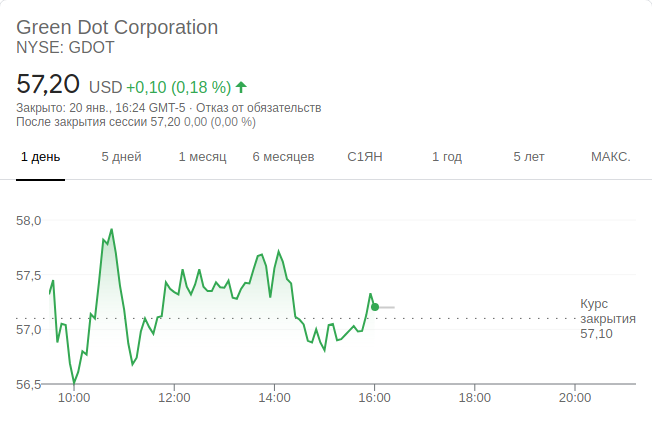 Green Dot Corporation
NYSE: GDOT
57,20 USD +0,10 (0,18 %)
Закрыто: 20 янв., 16:24 GMT-5 · Отказ от обязательств
После закрытия сессии 57,20 0,00 (0,00 %)
1 день 5 дней 1 месяц 6 месяцев С1ЯН 1 год 5 лет МАКС.
58,0
57,5
57,0
56,5
Курс
закрытия
57,10
10:00 12:00 14:00 16:00 18:00 20:00